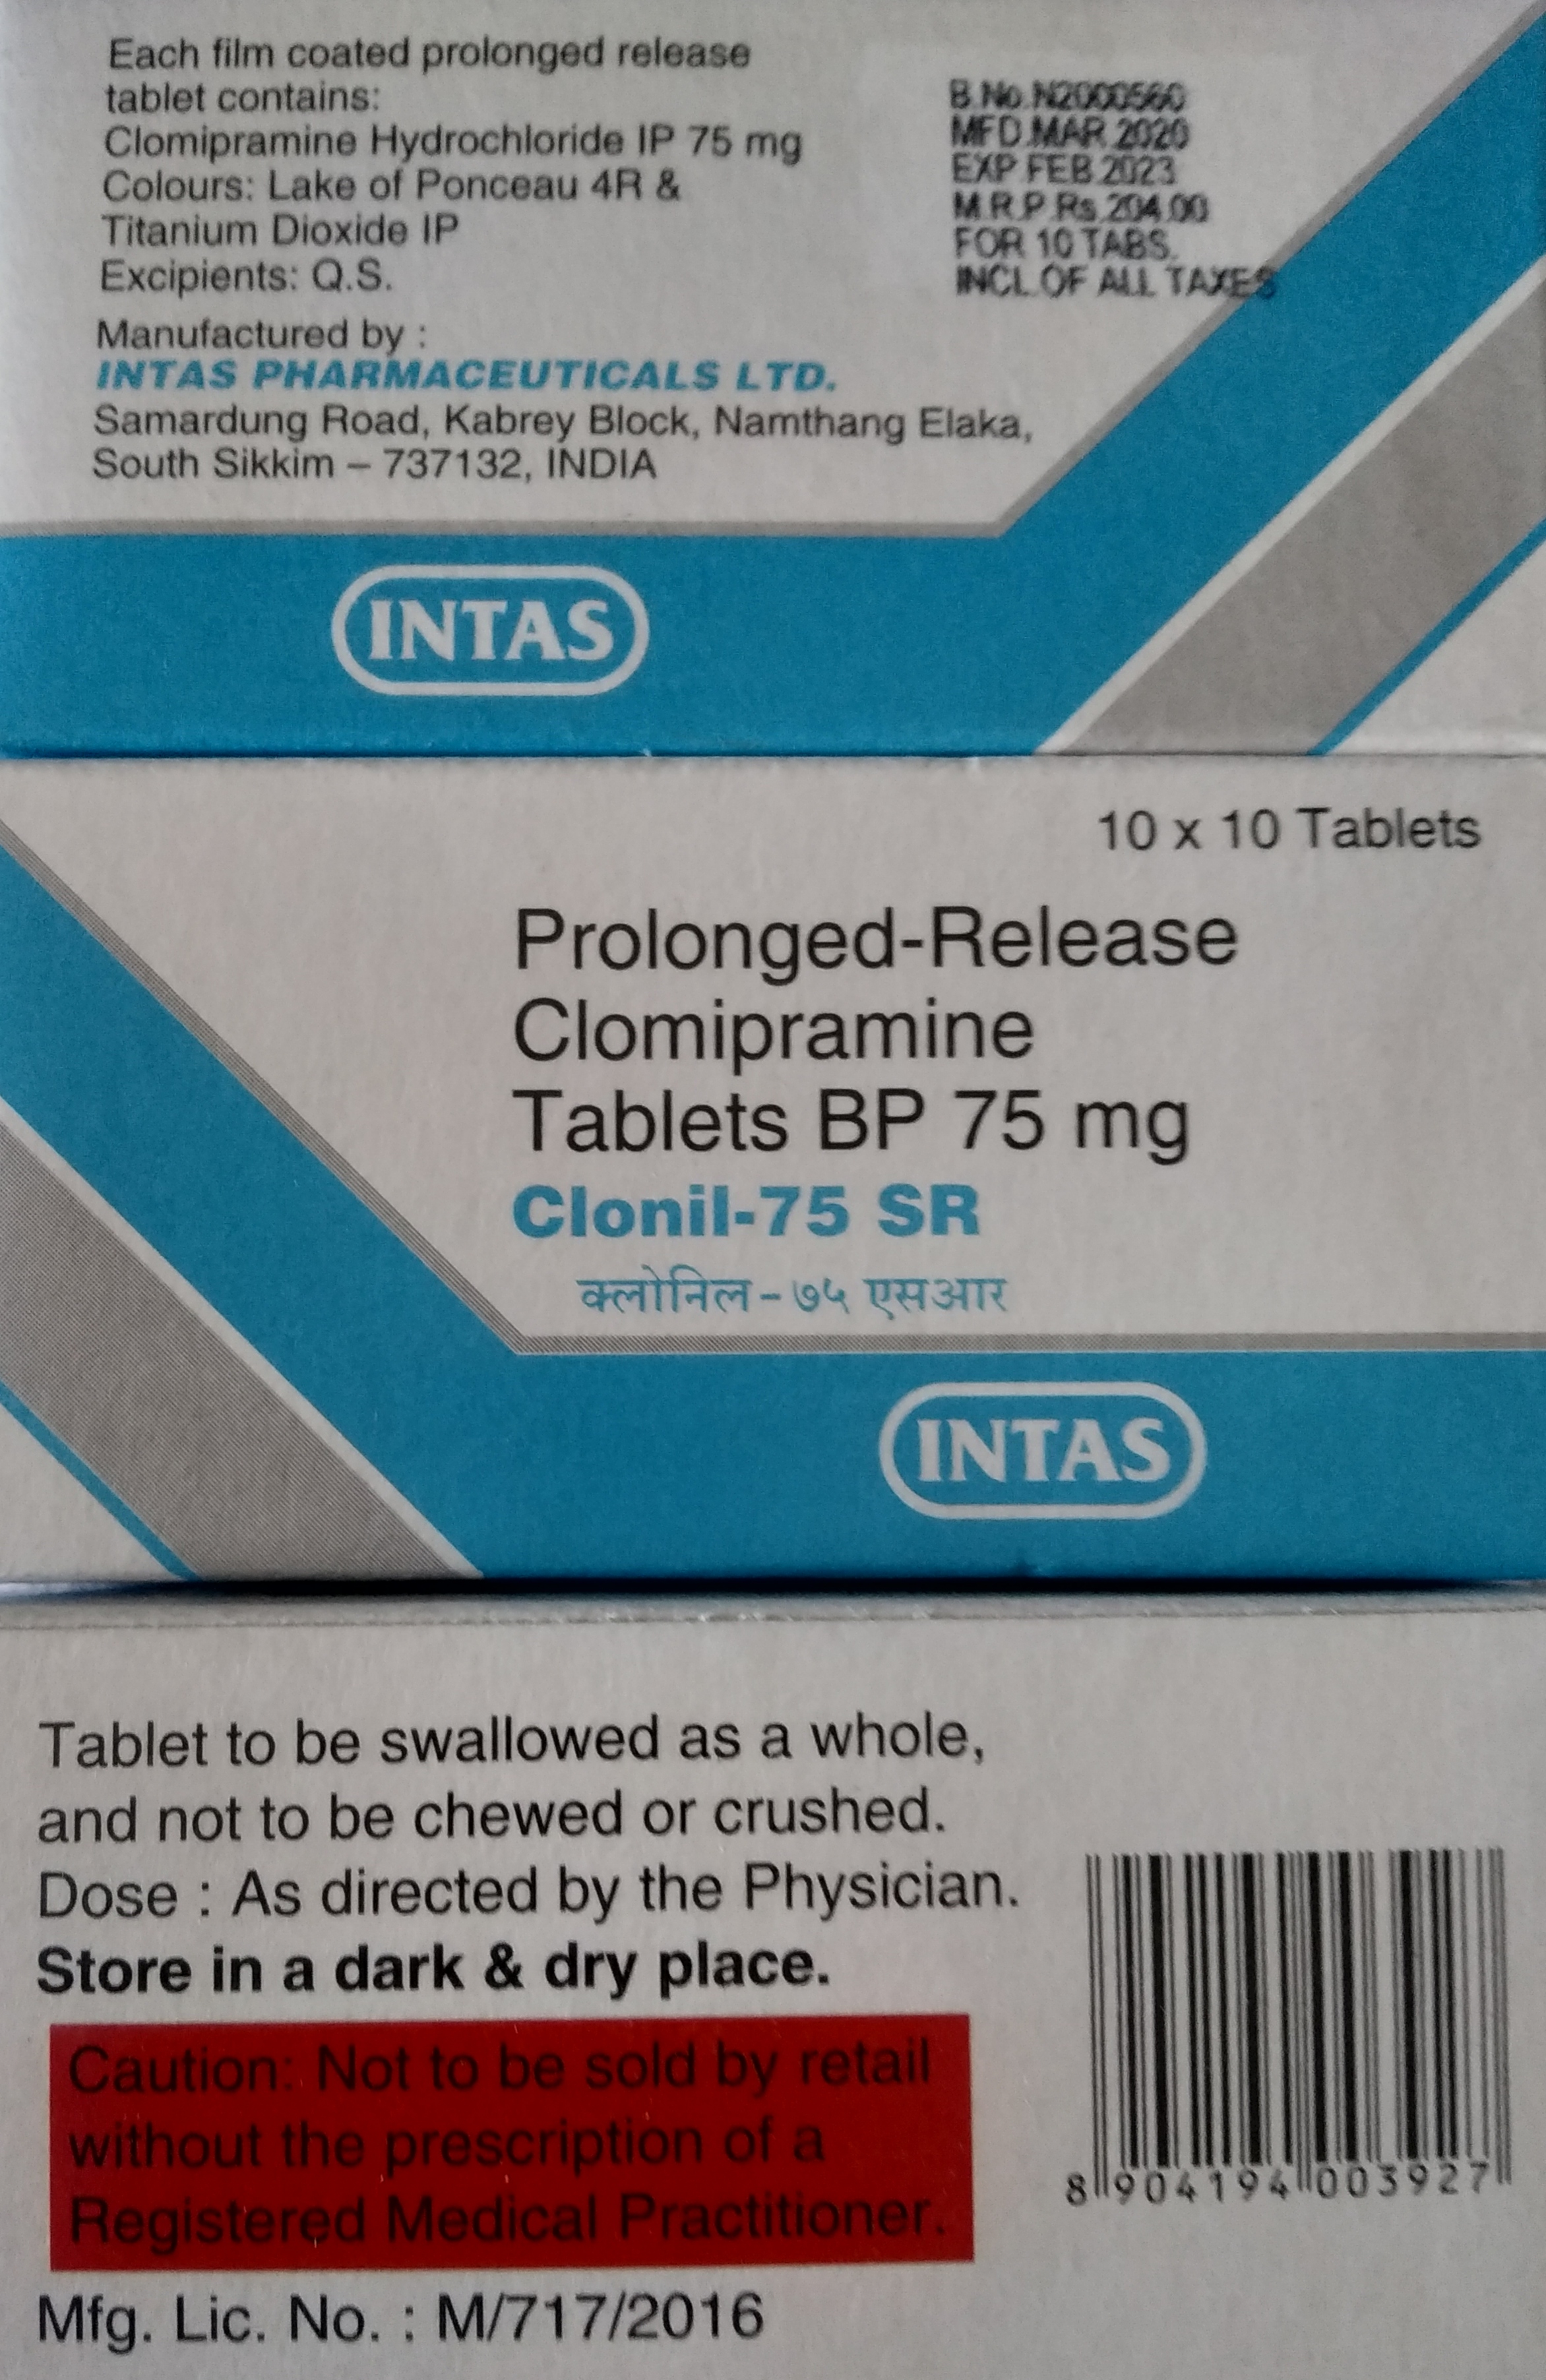 Each film coated prolonged release
tablet contains:
Clomipramine Hydrochloride IP 75 mg
Colours: Lake of Ponceau 4R &
Titanium Dioxide IP
Excipients: Q.S.
B.No.N2000560
MFD.MAR.2020
EXP.FEB.2023
M.R.P.Rs.204.00
FOR 10 TABS.
INCL.OF ALL TAXES
Manufactured by :
INTAS PHARMACEUTICALS LTD.
Samardung Road, Kabrey Block, Namthang Elaka,
South Sikkim – 737132, INDIA
INTAS
10 x 10 Tablets
Prolonged-Release
Clomipramine
Tablets BP 75 mg
Clonil-75 SR
क्लोनिल-७५ एसआर
INTAS
Tablet to be swallowed as a whole,
and not to be chewed or crushed.
Dose : As directed by the Physician.
Store in a dark & dry place.
Caution: Not to be sold by retail
without the prescription of a
Registered Medical Practitioner.
Mfg. Lic. No. : M/717/2016
8 904194 003927